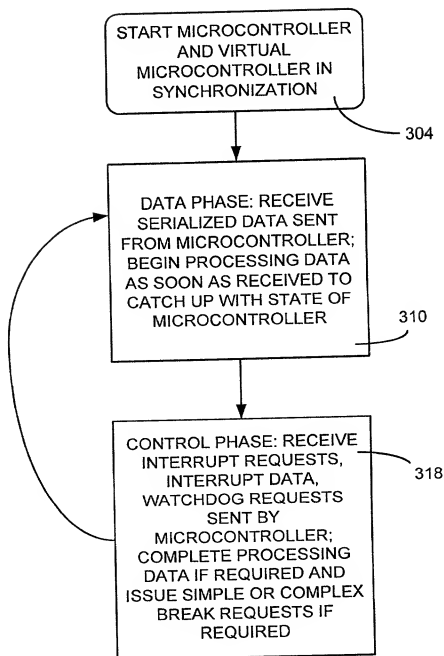 START MICROCONTROLLER
AND VIRTUAL
MICROCONTROLLER IN
SYNCHRONIZATION
304
DATA PHASE: RECEIVE
SERIALIZED DATA SENT
FROM MICROCONTROLLER;
BEGIN PROCESSING DATA
AS SOON AS RECEIVED TO
CATCH UP WITH STATE OF
MICROCONTROLLER
310
CONTROL PHASE: RECEIVE
INTERRUPT REQUESTS,
INTERRUPT DATA,
WATCHDOG REQUESTS
SENT BY
MICROCONTROLLER;
COMPLETE PROCESSING
DATA IF REQUIRED AND
ISSUE SIMPLE OR COMPLEX
BREAK REQUESTS IF
REQUIRED
318